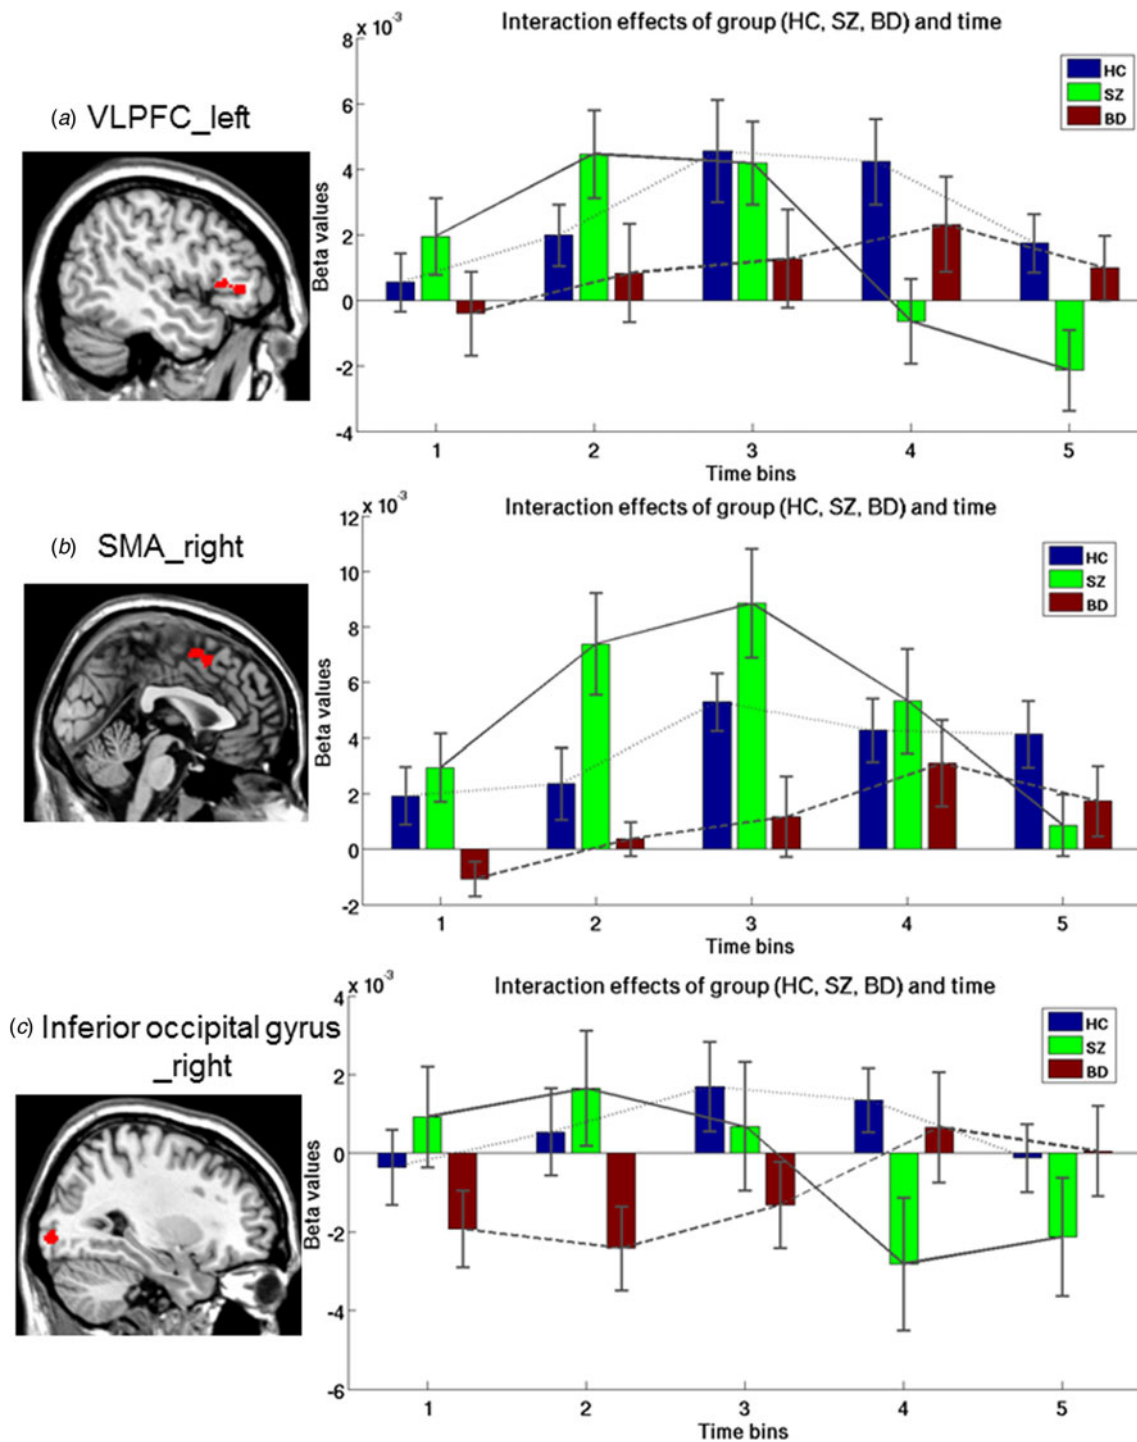 Interaction effects of group (HC, SZ, BD) and time
x 10-3
(a) VLPFC_left
Beta values
8
6
4
2
0
-2
-4
HC
SZ
BD
1 2 3 4 5
Time bins
Interaction effects of group (HC, SZ, BD) and time
x 10-3
(b) SMA_right
Beta values
12
10
8
6
4
2
0
-2
HC
SZ
BD
1 2 3 4 5
Time bins
Interaction effects of group (HC, SZ, BD) and time
x 10-3
(c) Inferior occipital gyrus
_right
Beta values
4
2
0
-2
-4
-6
HC
SZ
BD
1 2 3 4 5
Time bins